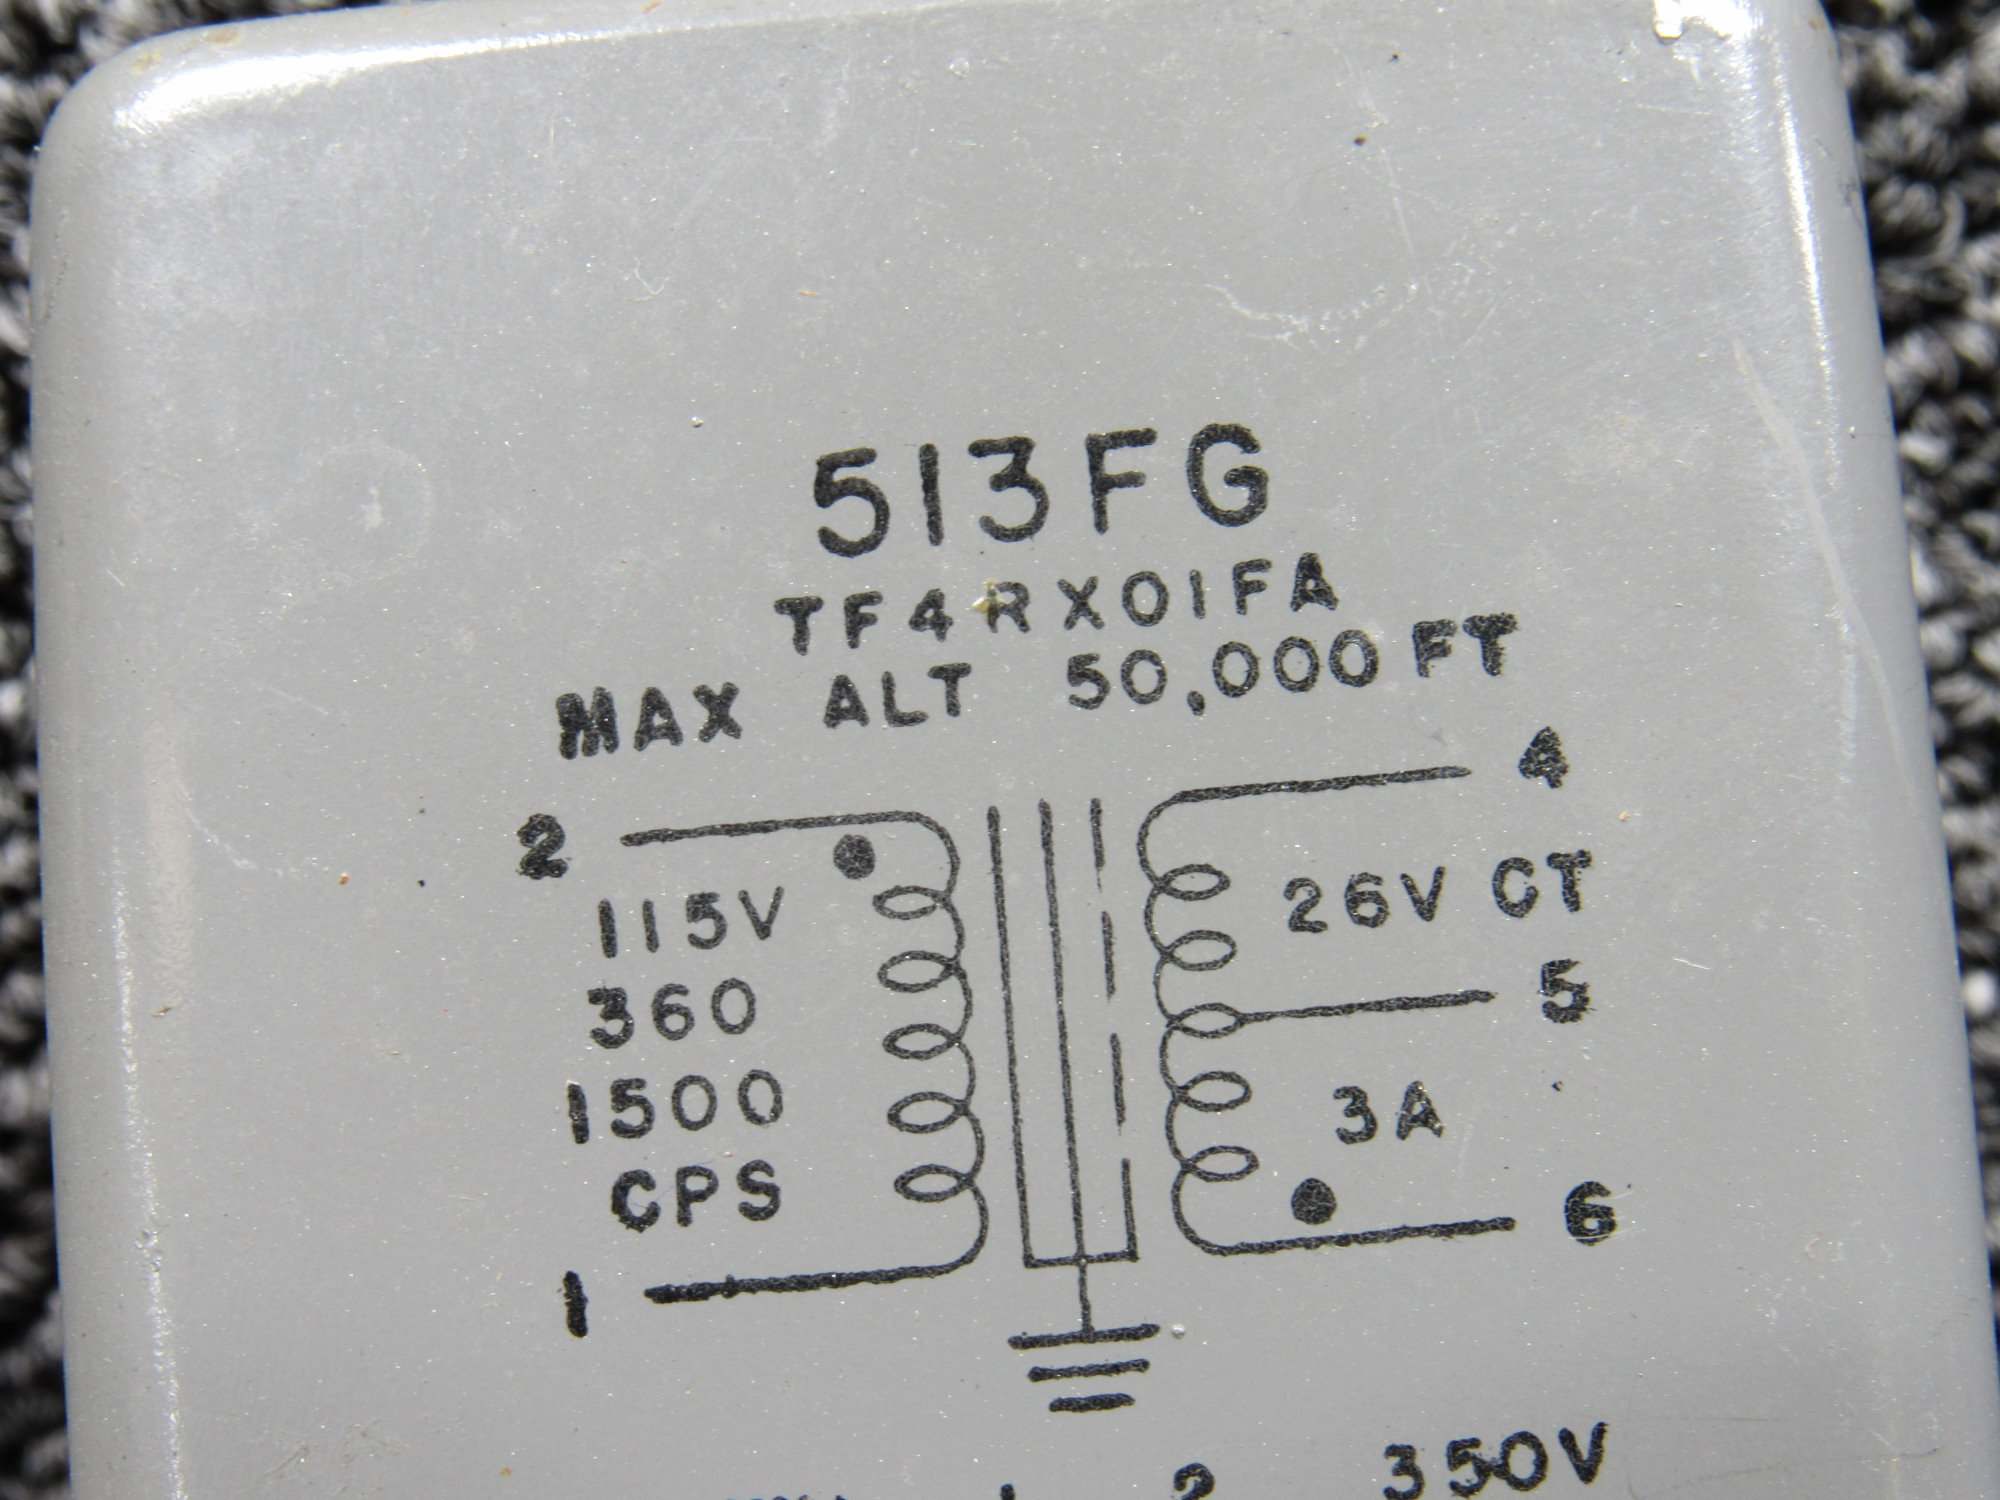 513FG
TF4RX01FA
MAX ALT 50,000 FT
2
4
115V
26V CT
360
5
1500
3A
CPS
6
1
2 350V